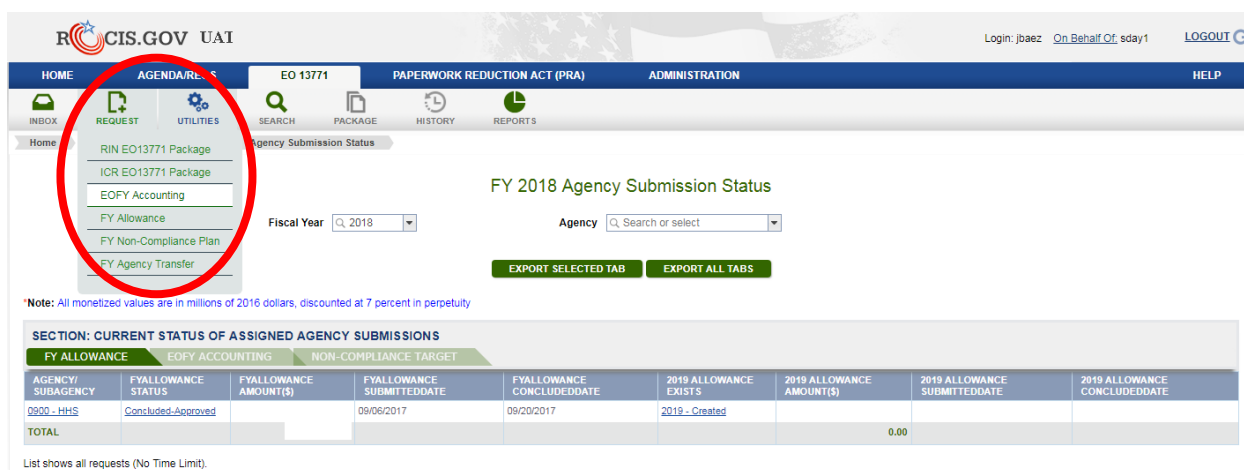 ROCIS.GOV UAT
Login: jbaez On Behalf Of: sday1 LOGOUT
HOME AGENDA/REGS EO 13771 PAPERWORK REDUCTION ACT (PRA) ADMINISTRATION HELP
INBOX REQUEST UTILITIES SEARCH PACKAGE HISTORY REPORTS
Home Agency Submission Status
RIN EO13771 Package
ICR EO13771 Package
EOFY Accounting
FY Allowance
FY Non-Compliance Plan
FY Agency Transfer
FY 2018 Agency Submission Status
Fiscal Year 2018 Agency Search or select
EXPORT SELECTED TAB EXPORT ALL TABS
*Note: All monetized values are in millions of 2016 dollars, discounted at 7 percent in perpetuity
SECTION: CURRENT STATUS OF ASSIGNED AGENCY SUBMISSIONS
FY ALLOWANCE EOFY ACCOUNTING NON-COMPLIANCE TARGET
AGENCY/ FYALLOWANCE FYALLOWANCE FYALLOWANCE FYALLOWANCE 2019 ALLOWANCE 2019 ALLOWANCE 2019 ALLOWANCE 2019 ALLOWANCE
SUBAGENCY STATUS AMOUNT($) SUBMITTEDDATE CONCLUDEDDATE EXISTS AMOUNT($) SUBMITTEDDATE CONCLUDEDDATE
0900 - HHS Concluded-Approved 09/06/2017 09/20/2017 2019 - Created
TOTAL 0.00
List shows all requests (No Time Limit).